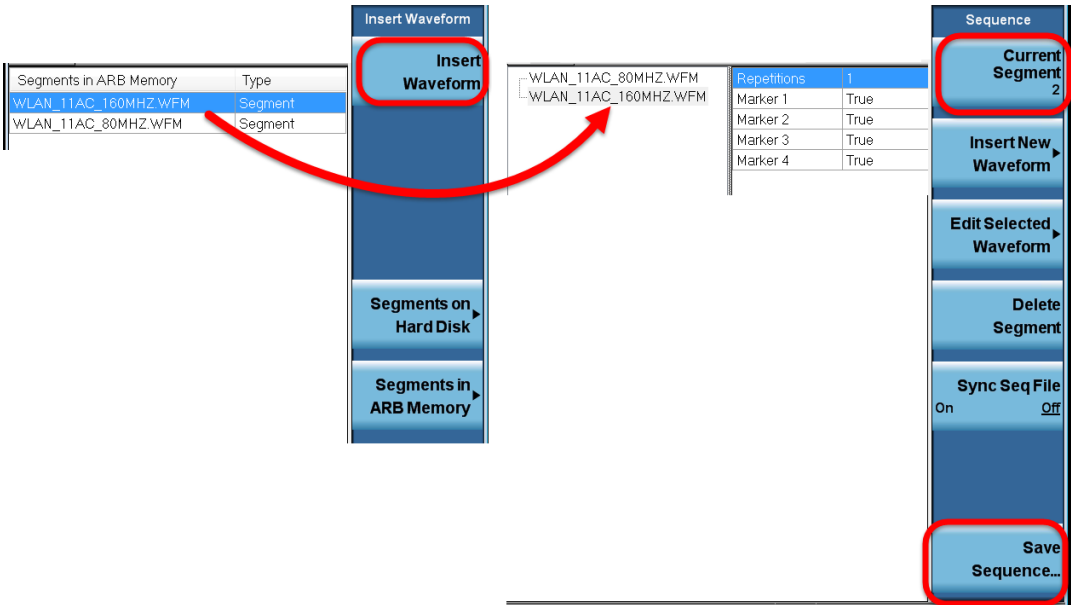 Insert Waveform
Insert
Waveform
Segments in ARB Memory Type
WLAN_11AC_160MHZ.WFM Segment
WLAN_11AC_80MHZ.WFM Segment
Segments on
Hard Disk
Segments in
ARB Memory
WLAN_11AC_80MHZ.WFM
WLAN_11AC_160MHZ.WFM
Repetitions 1
Marker 1 True
Marker 2 True
Marker 3 True
Marker 4 True
Sequence
Current
Segment
2
Insert New
Waveform
Edit Selected
Waveform
Delete
Segment
Sync Seq File
On Off
Save
Sequence...